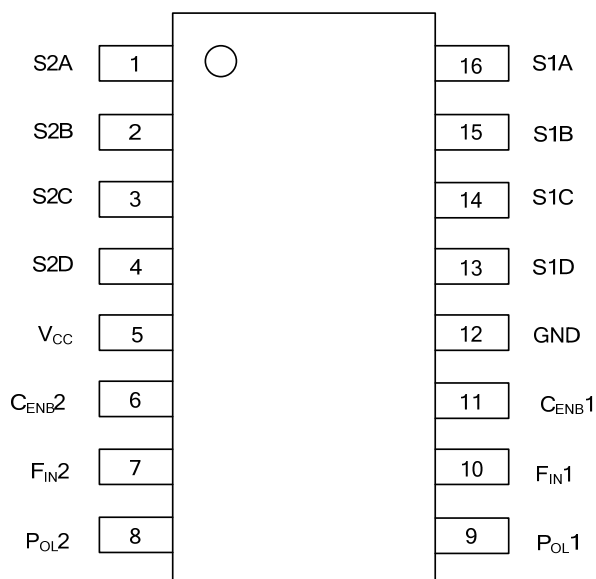 S2A 1 16 S1A
S2B 2 15 S1B
S2C 3 14 S1C
S2D 4 13 S1D
VCC 5 12 GND
CENB2 6 11 CENB1
FIN2 7 10 FIN1
POL2 8 9 POL1